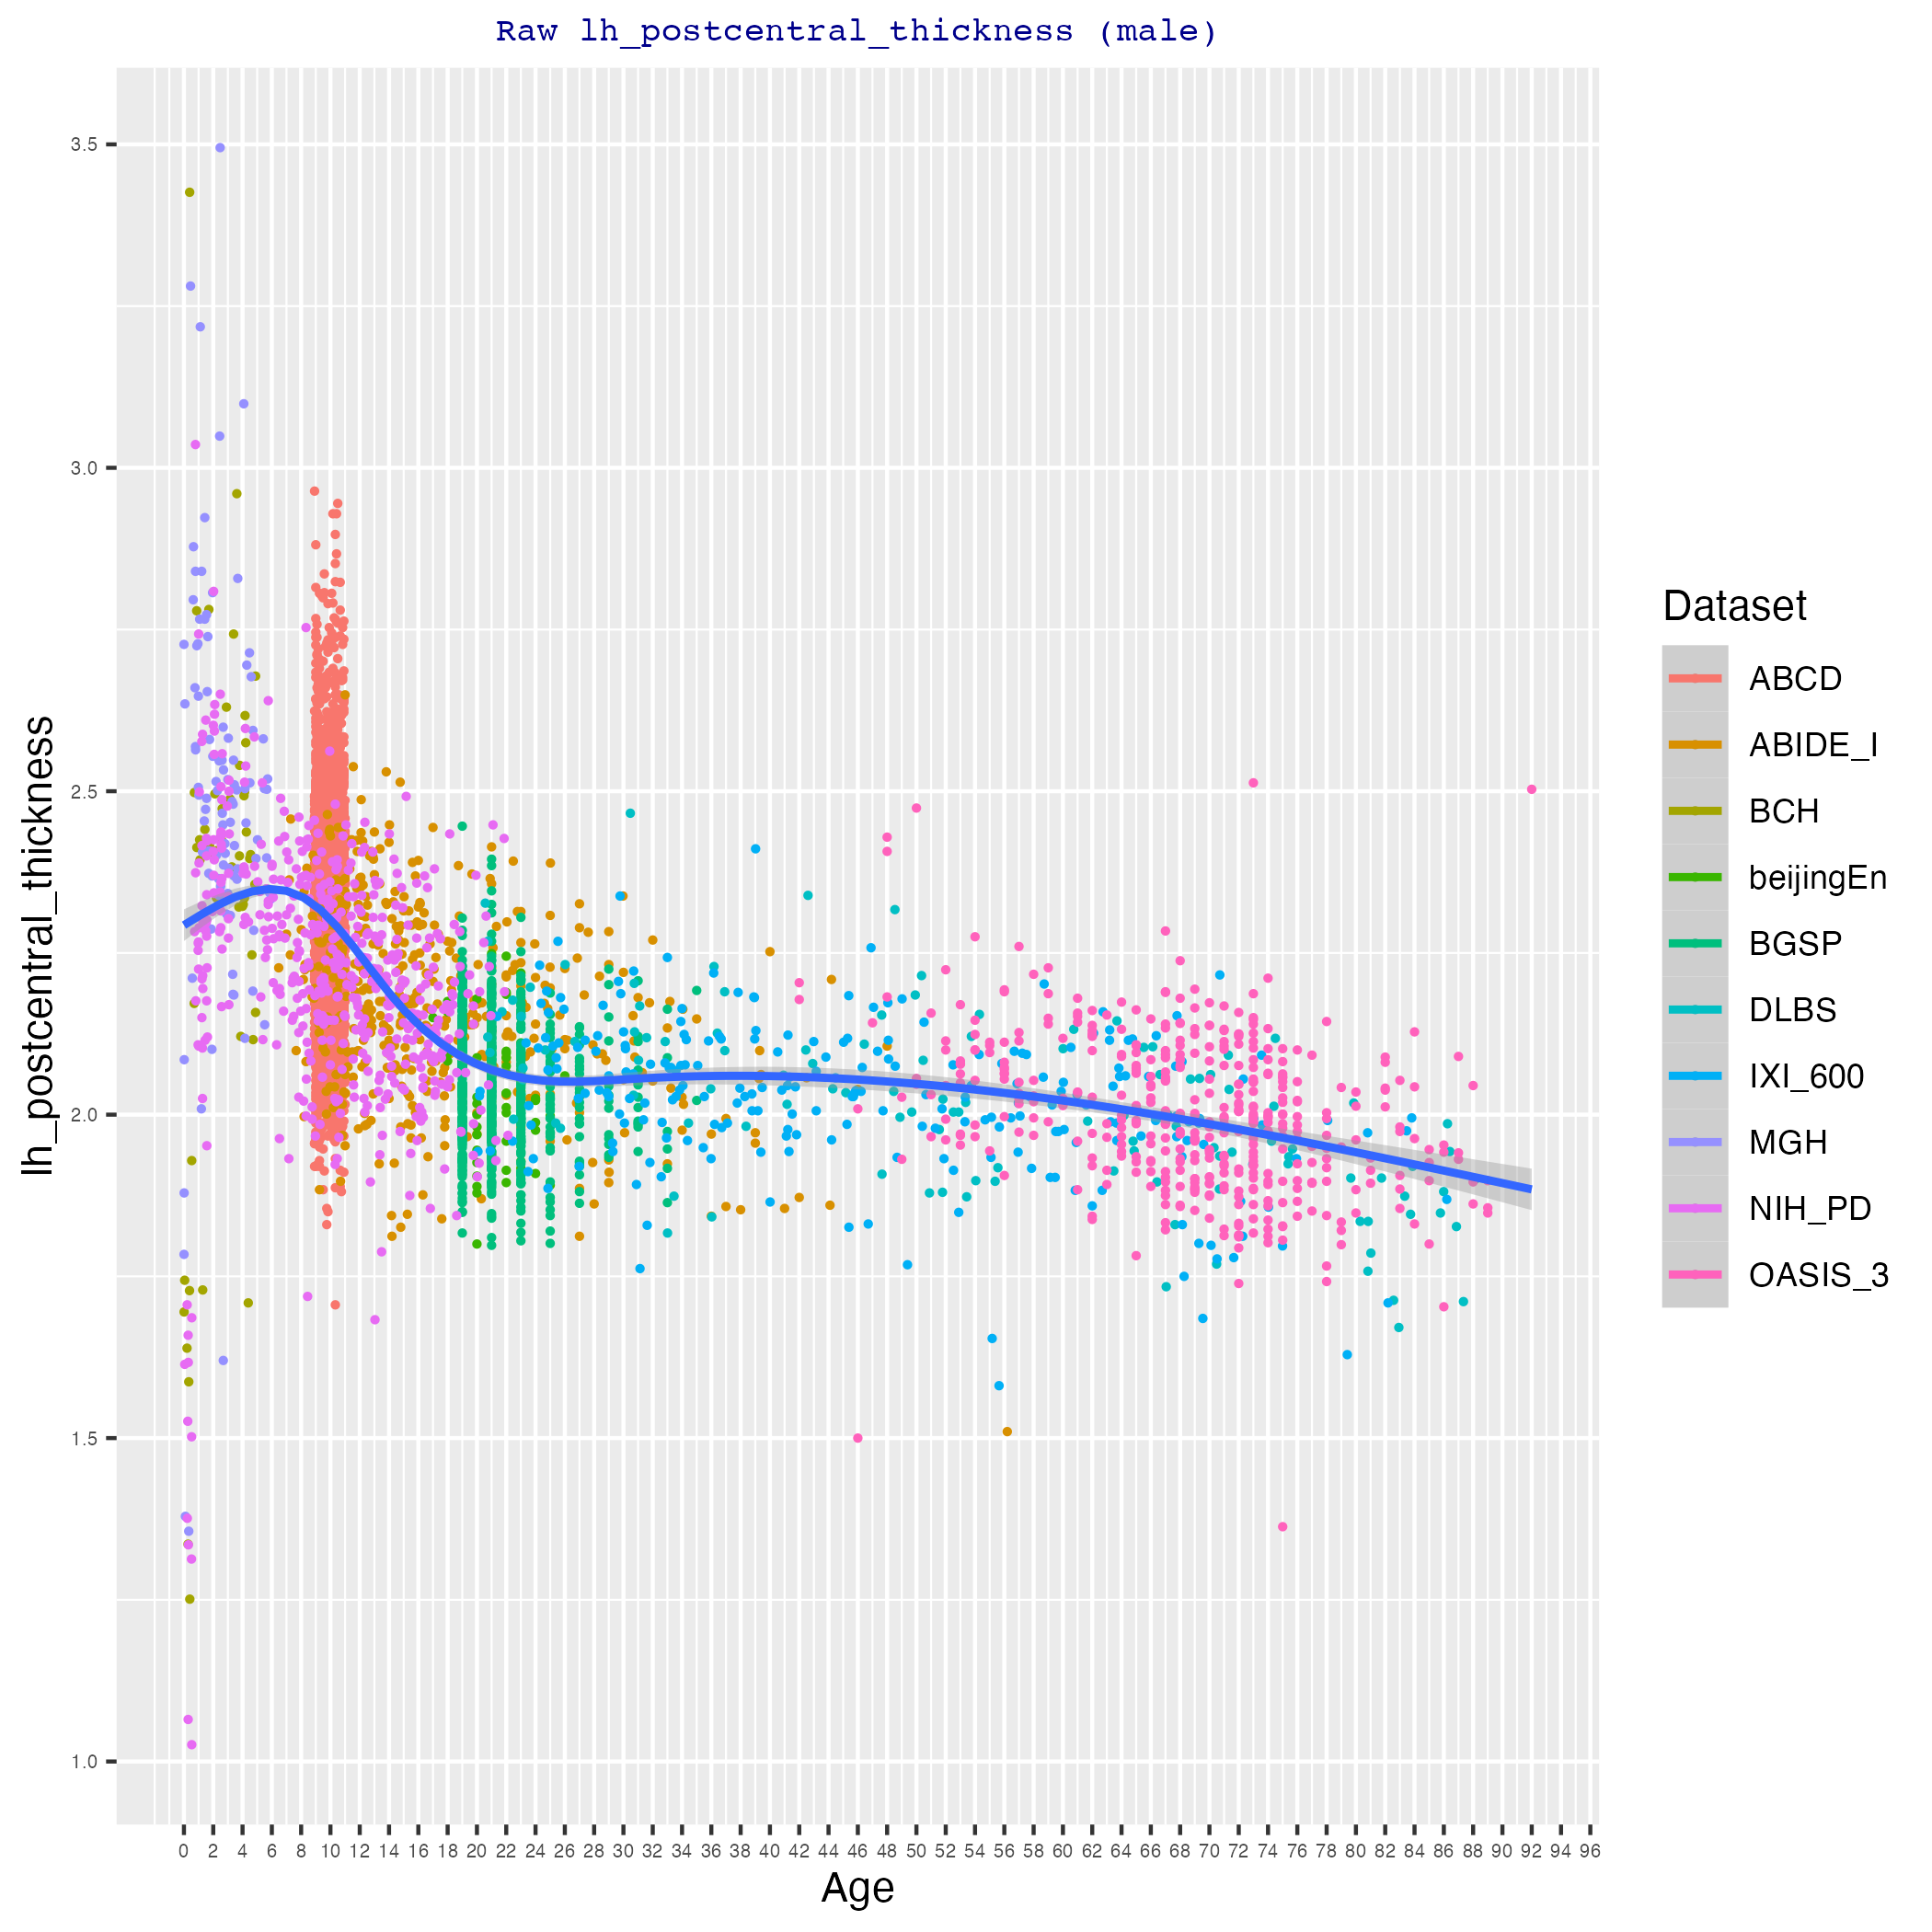 Raw lh_postcentral_thickness (male)
3.5
3.0
2.5
2.0
1.5
1.0
lh_postcentral_thickness
0 2 4 6 8 10 12 14 16 18 20 22 24 26 28 30 32 34 36 38 40 42 44 46 48 50 52 54 56 58 60 62 64 66 68 70 72 74 76 78 80 82 84 86 88 90 92 94 96
Age
Dataset
ABCD
ABIDE_I
BCH
beijingEn
BGSP
DLBS
IXI_600
MGH
NIH_PD
OASIS_3